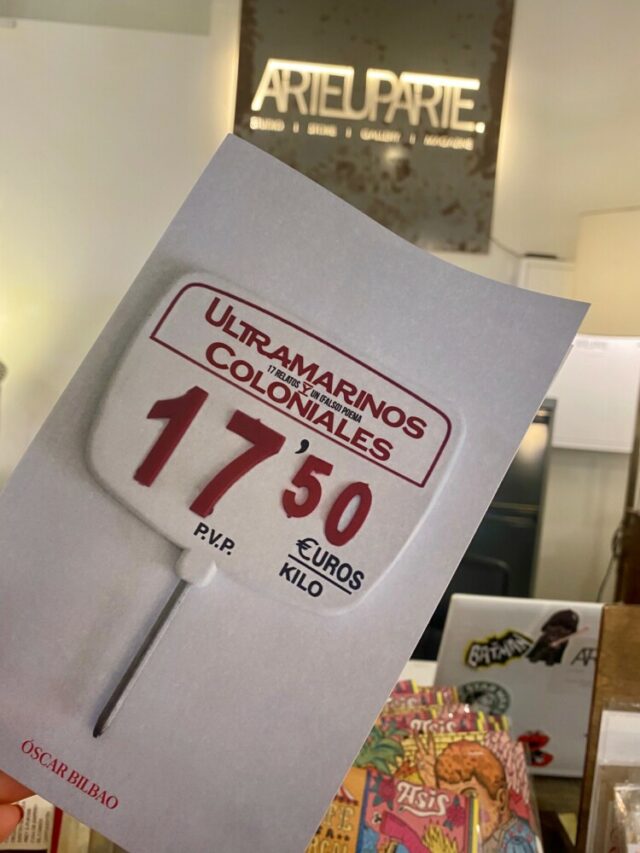 ARTEUPARTE.
STUDIO | STORE | GALLERY | MAGAZINE
ULTRAMARINOS
17 RELATOS Y UN (FALSO) POEMA
COLONIALES
17'50
P.V.P.
€UROS
KILO
ÓSCAR BILBAO
BATMAN
ASIS